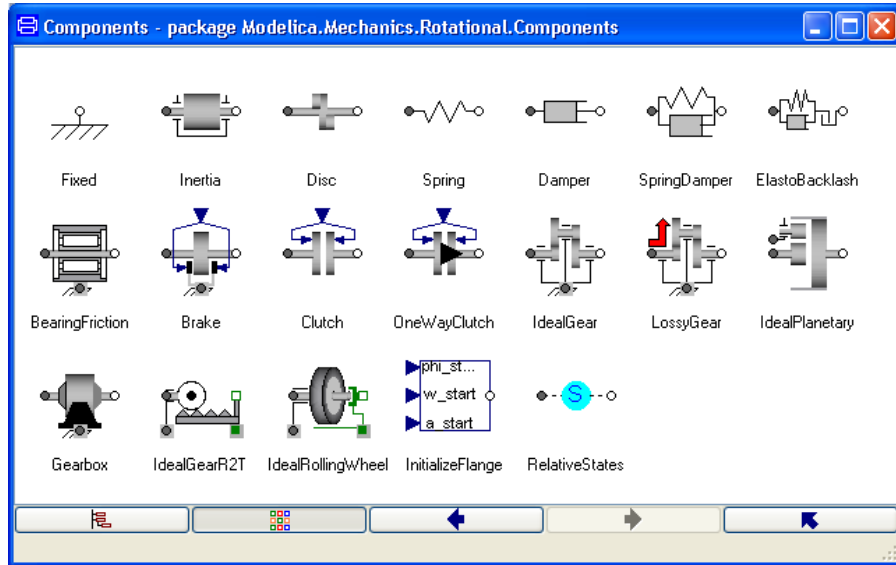 Components - package Modelica.Mechanics.Rotational.Components
Fixed Inertia Disc Spring Damper SpringDamper ElastoBacklash
BearingFriction Brake Clutch OneWayClutch IdealGear LossyGear IdealPlanetary
phi_st...
w_start
a_start
S
Gearbox IdealGearR2T IdealRollingWheel InitializeFlange RelativeStates